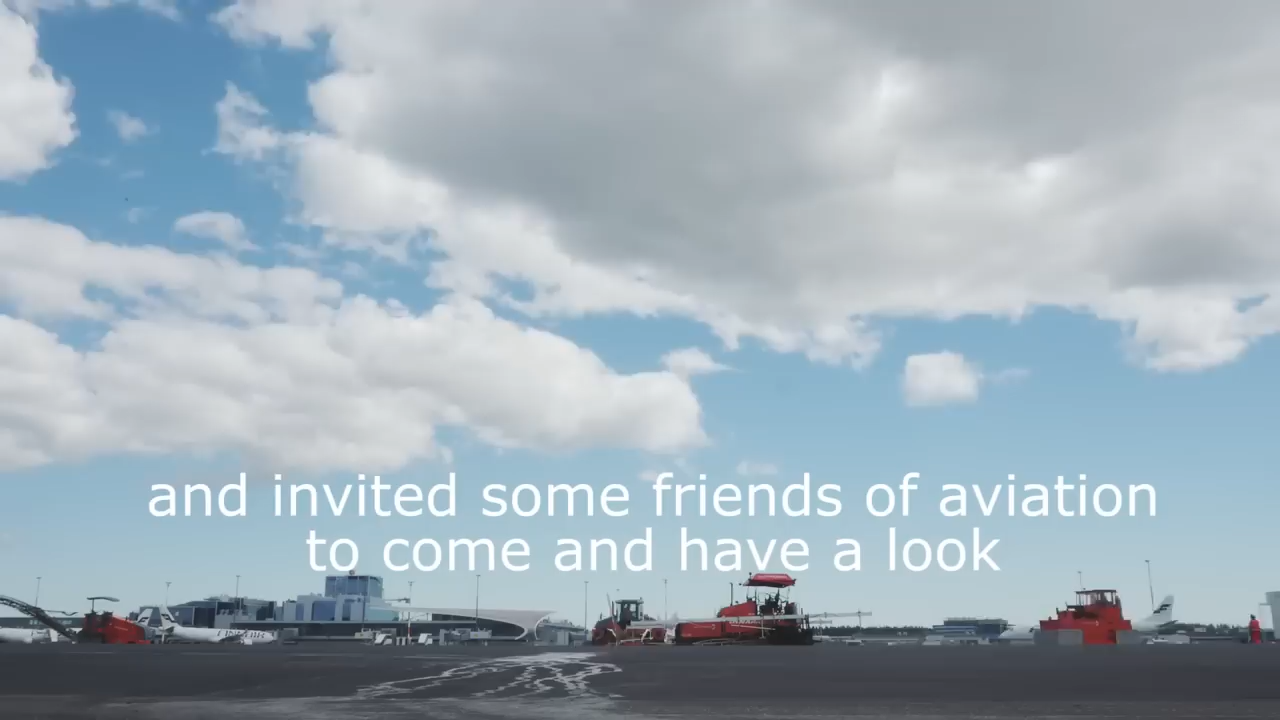 and invited some friends of aviation
to come and have a look